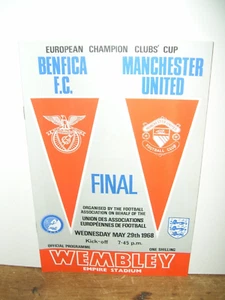 EUROPEAN CHAMPION CLUBS' CUP
BENFICA
F.C.
MANCHESTER
UNITED
FINAL
ORGANISED BY THE FOOTBALL
ASSOCIATION ON BEHALF OF THE
UNION DES ASSOCIATIONS
EUROPÉENNES DE FOOTBALL
WEDNESDAY MAY 29th 1968
Kick-off 7·45 p.m.
OFFICIAL PROGRAMME
ONE SHILLING
WEMBLEY
EMPIRE STADIUM